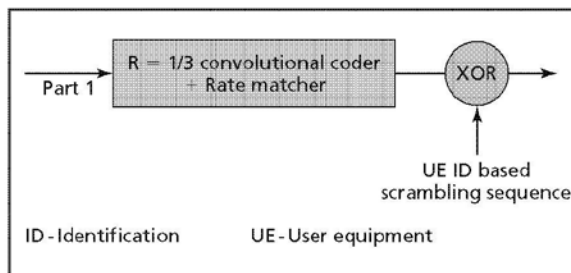 R = 1/3 convolutional coder
+ Rate matcher
Part 1
XOR
UE ID based
scrambling sequence
ID-Identification UE-User equipment